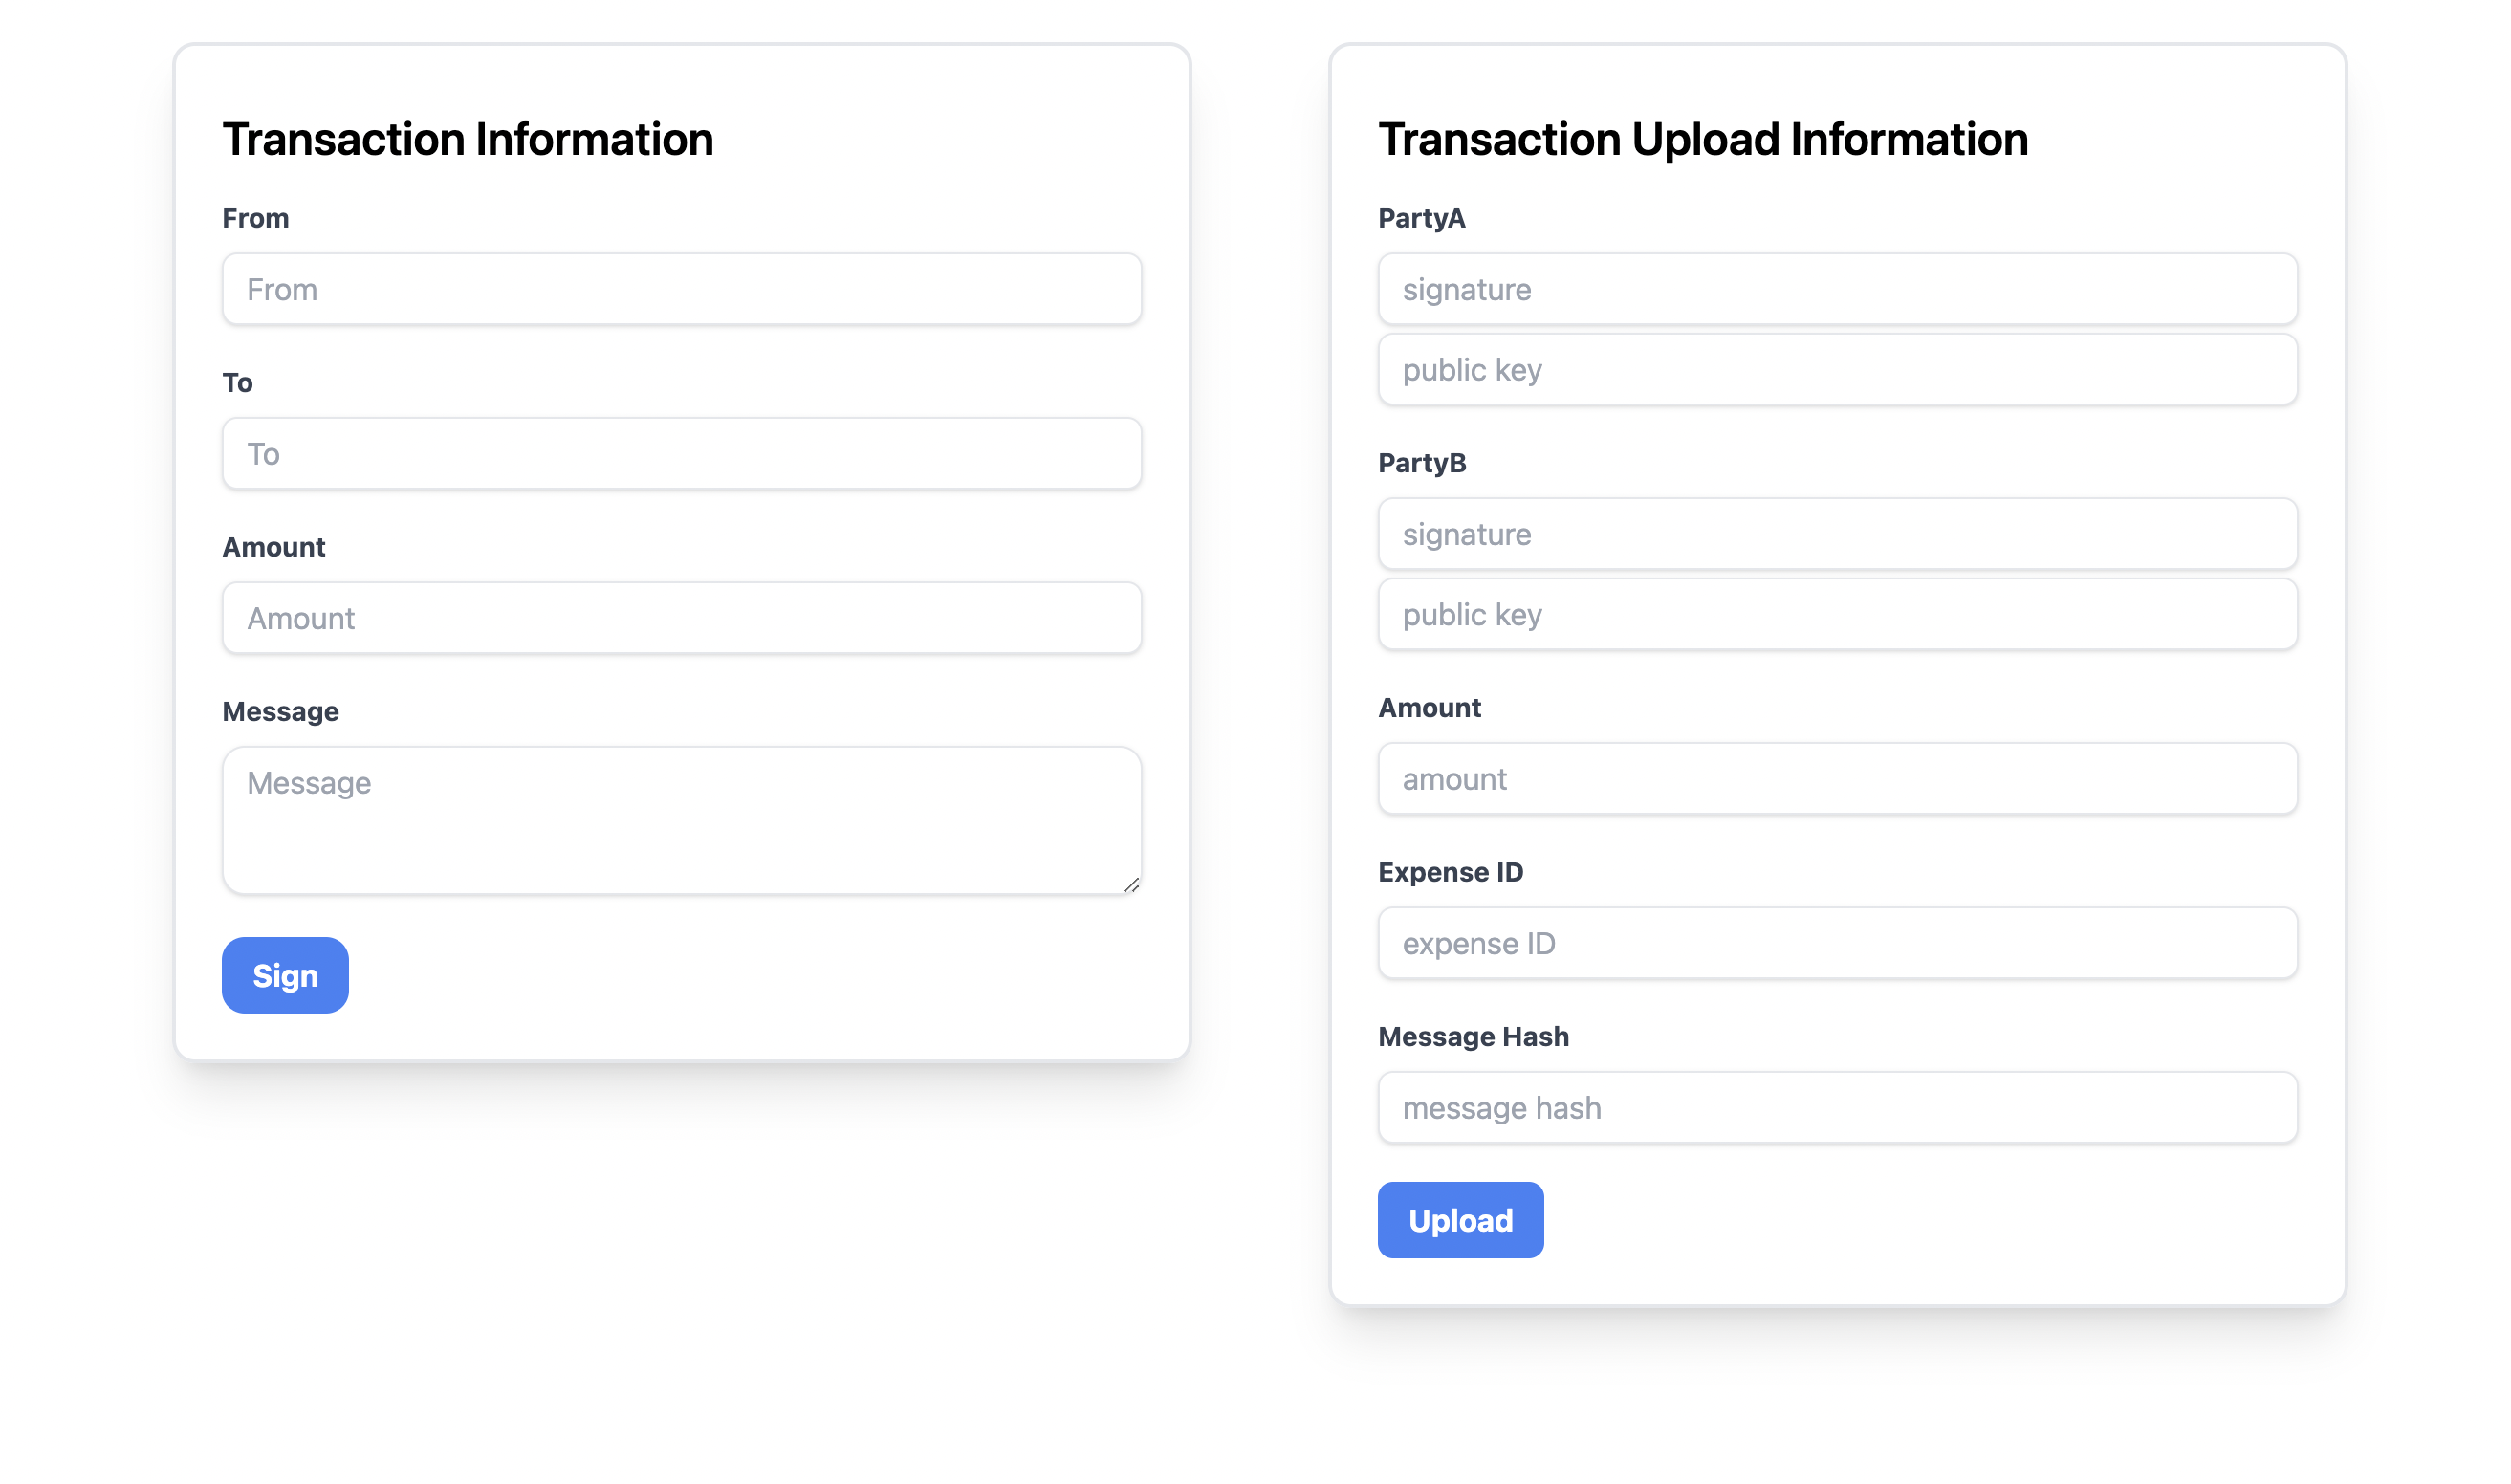 Transaction Information
From
From
To
To
Amount
Amount
Message
Message
Sign
Transaction Upload Information
PartyA
signature
public key
PartyB
signature
public key
Amount
amount
Expense ID
expense ID
Message Hash
message hash
Upload